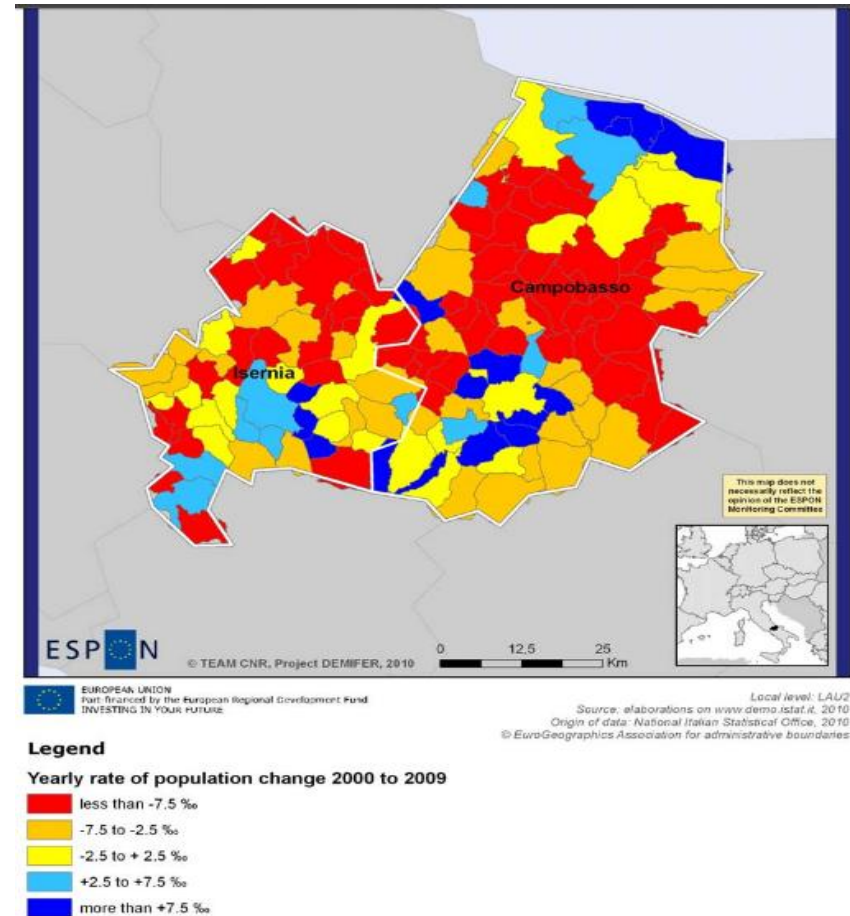 Campobasso
Isernia
This map does not
necessarily reflect the
opinion of the ESPON
Monitoring Committee
ESPON
© TEAM CNR, Project DEMIFER, 2010
0 12,5 25
Km
EUROPEAN UNION
Part-financed by the European Regional Development Fund
INVESTING IN YOUR FUTURE
Local level: LAU2
Source: elaborations on www.demo.istat.it, 2010
Origin of data: National Italian Statistical Office, 2010
© EuroGeographics Association for administrative boundaries
Legend
Yearly rate of population change 2000 to 2009
less than -7.5 ‰
-7.5 to -2.5 ‰
-2.5 to + 2.5 ‰
+2.5 to +7.5 ‰
more than +7.5 ‰